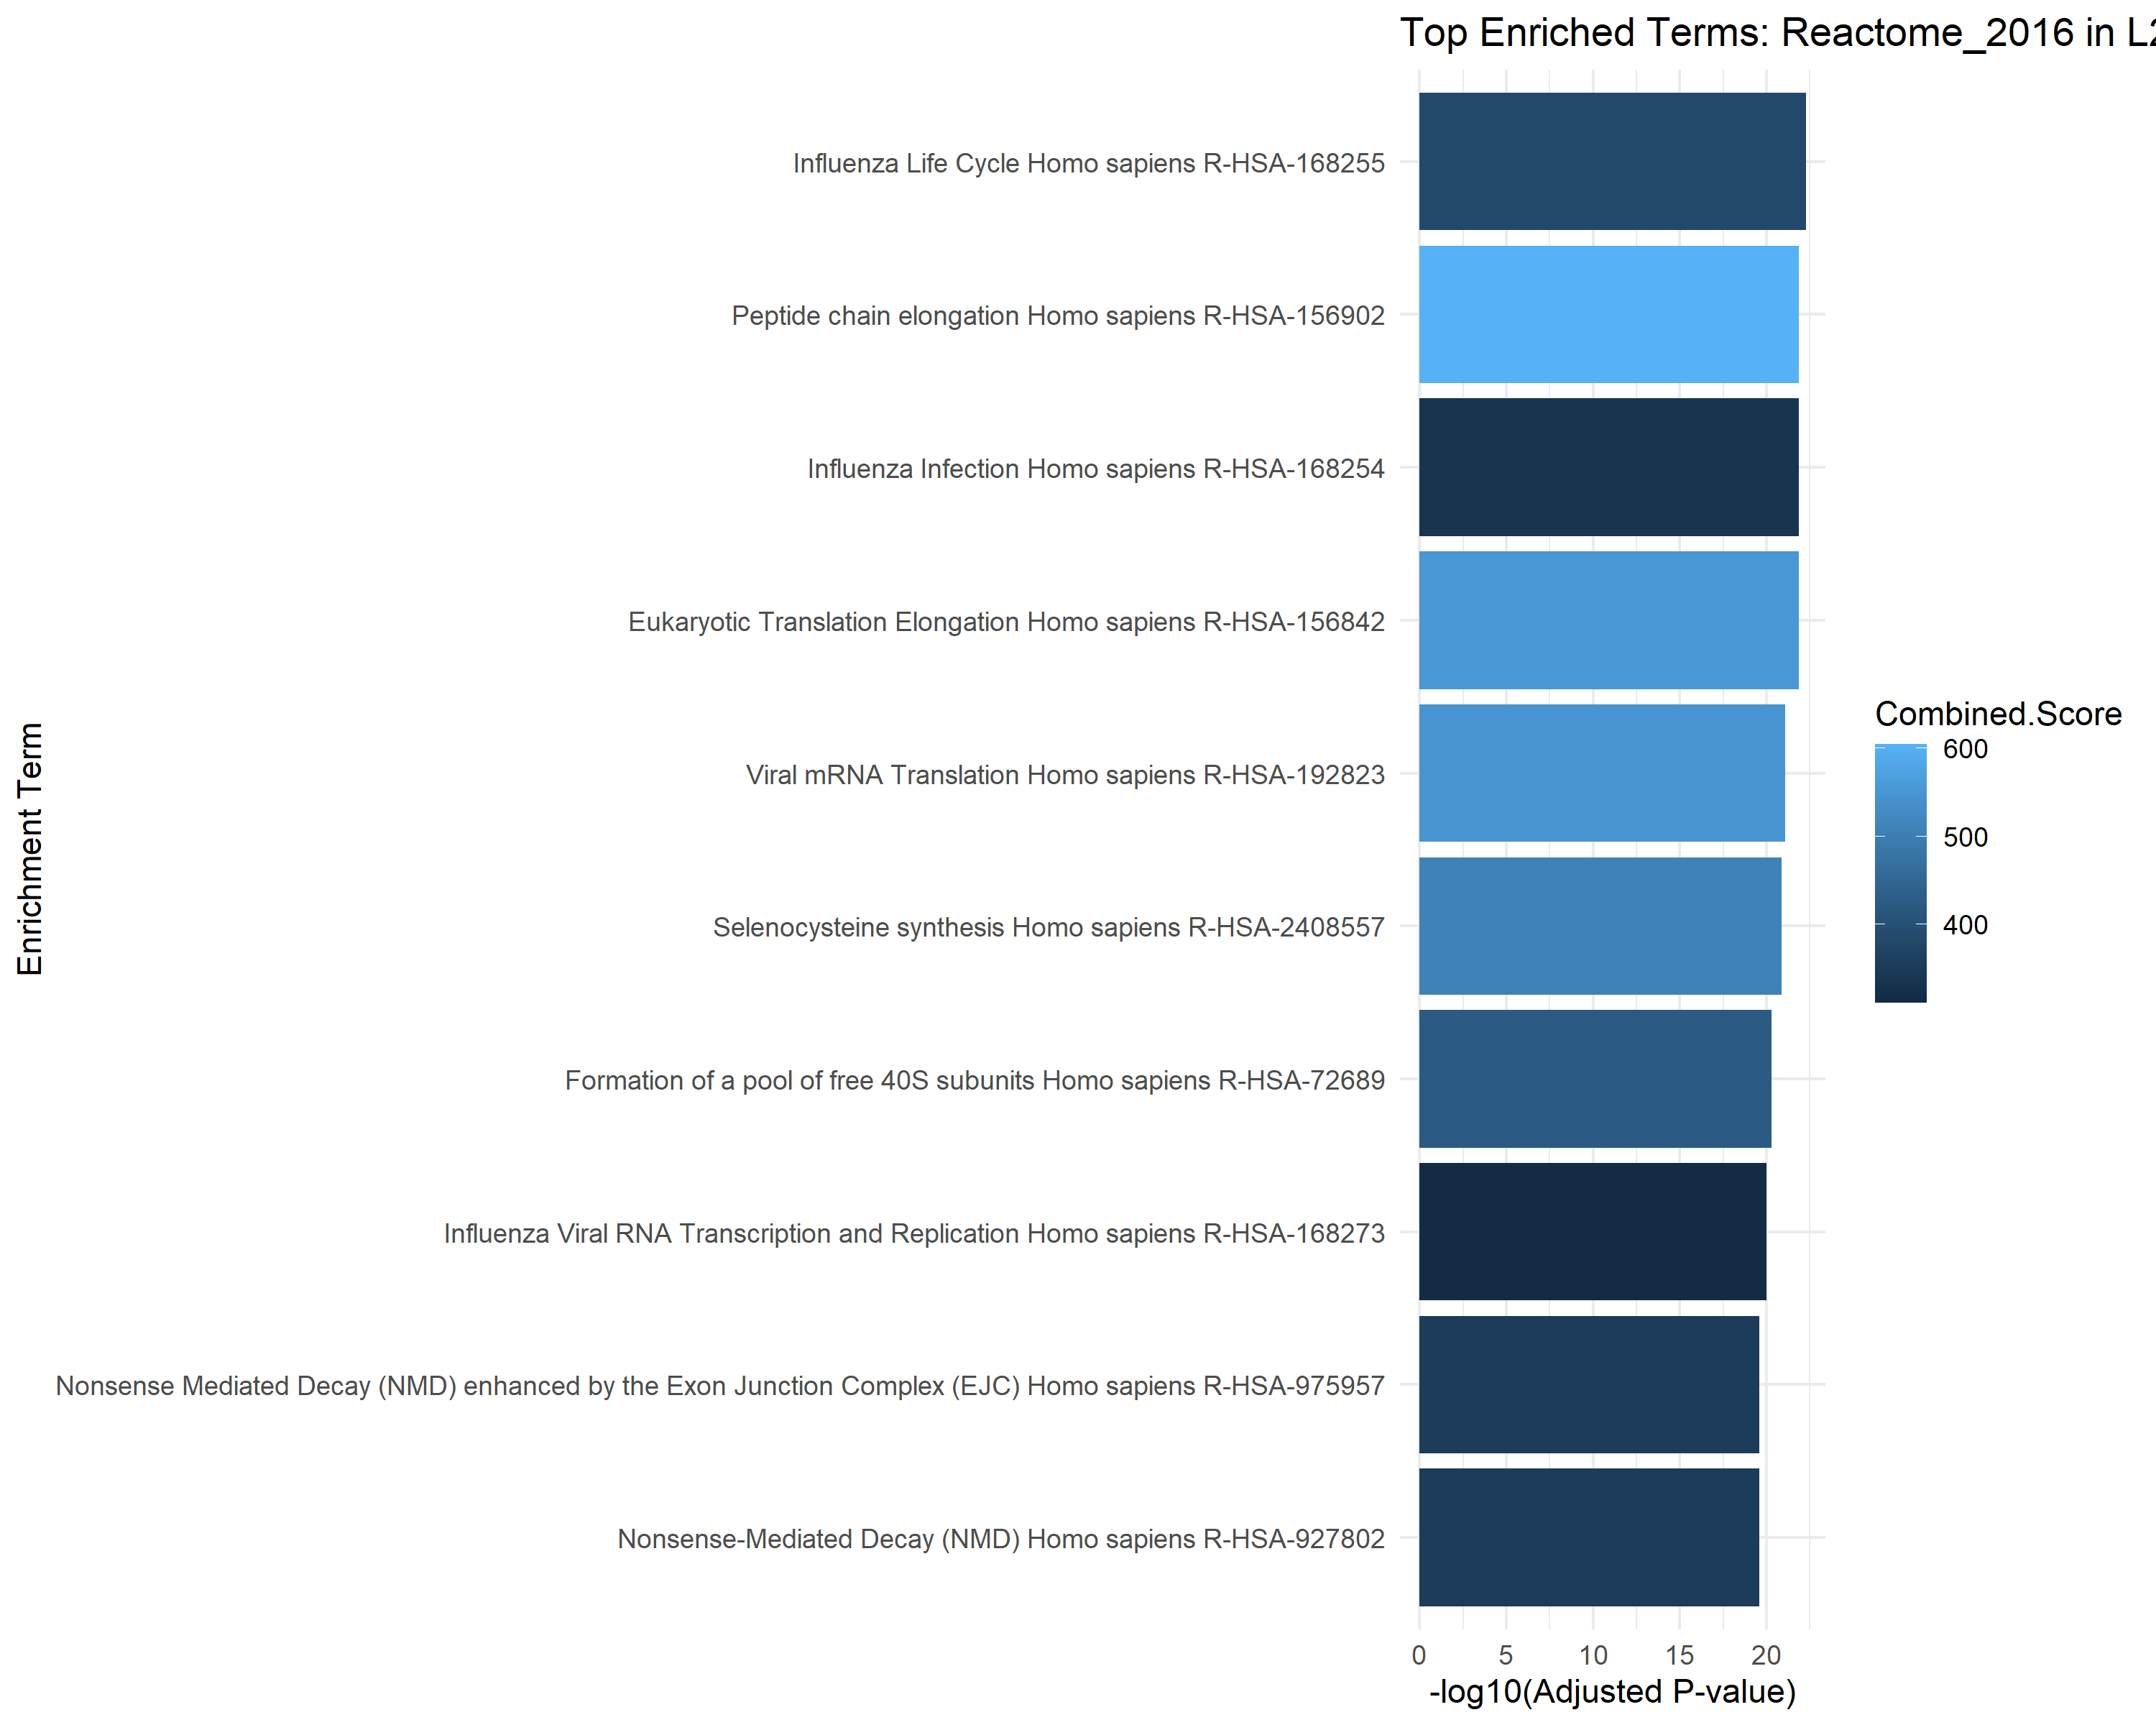 Top Enriched Terms: Reactome_2016 in L2
Influenza Life Cycle Homo sapiens R-HSA-168255
Peptide chain elongation Homo sapiens R-HSA-156902
Influenza Infection Homo sapiens R-HSA-168254
Eukaryotic Translation Elongation Homo sapiens R-HSA-156842
Viral mRNA Translation Homo sapiens R-HSA-192823
Selenocysteine synthesis Homo sapiens R-HSA-2408557
Formation of a pool of free 40S subunits Homo sapiens R-HSA-72689
Influenza Viral RNA Transcription and Replication Homo sapiens R-HSA-168273
Nonsense Mediated Decay (NMD) enhanced by the Exon Junction Complex (EJC) Homo sapiens R-HSA-975957
Nonsense-Mediated Decay (NMD) Homo sapiens R-HSA-927802
Enrichment Term
0 5 10 15 20
-log10(Adjusted P-value)
Combined.Score
600
500
400